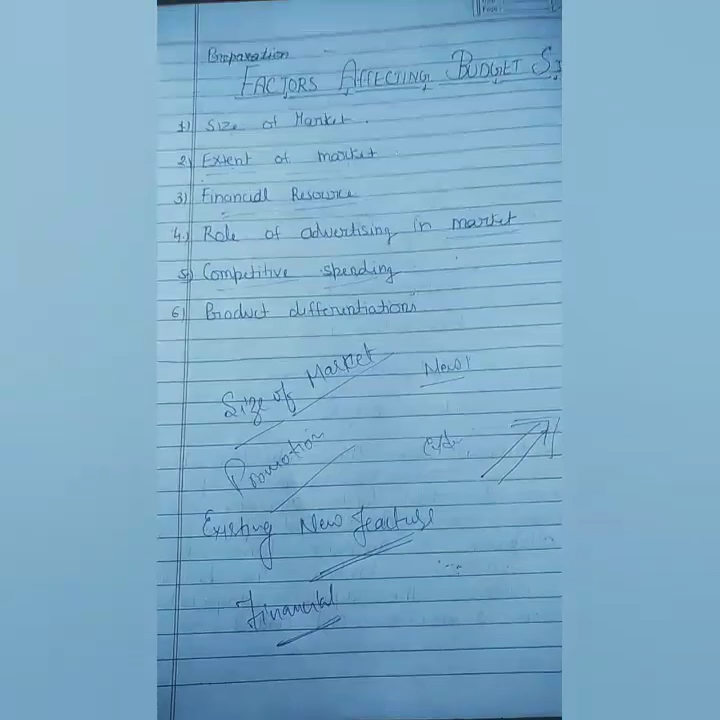 Preparation
FACTORS AFFECTING BUDGET
1) Size of Market.
2) Extent of market
3) Financial Resource
4) Role of advertising in market
5) Competitive spending
6) Product differentiations
Size of Market
New
Promotion
Existing New feature
Financial